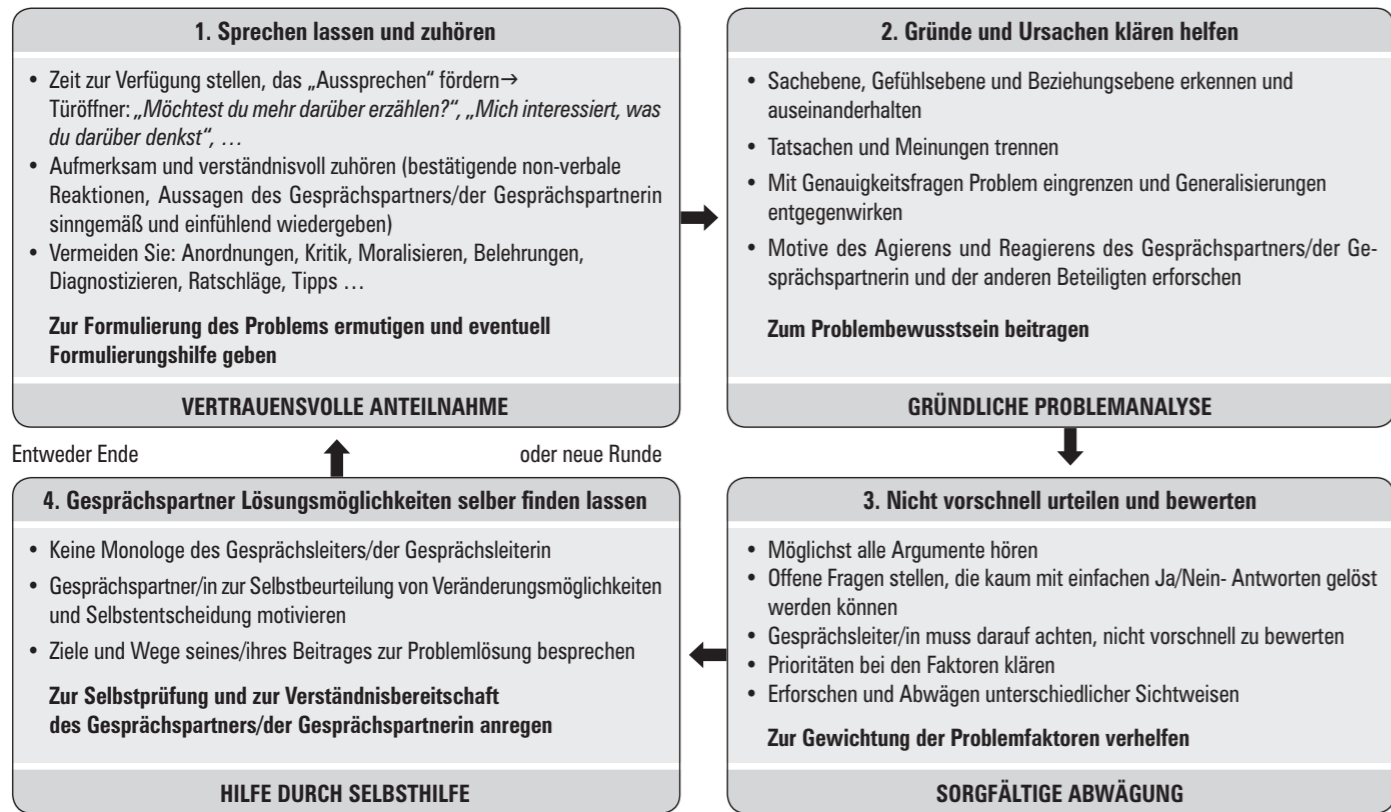 1. Sprechen lassen und zuhören
• Zeit zur Verfügung stellen, das „Aussprechen“ fördern→
Türöffner: „Möchtest du mehr darüber erzählen?“, „Mich interessiert, was
du darüber denkst“, …
• Aufmerksam und verständnisvoll zuhören (bestätigende non-verbale
Reaktionen, Aussagen des Gesprächspartners/der Gesprächspartnerin
sinngemäß und einfühlend wiedergeben)
• Vermeiden Sie: Anordnungen, Kritik, Moralisieren, Belehrungen,
Diagnostizieren, Ratschläge, Tipps …
Zur Formulierung des Problems ermutigen und eventuell
Formulierungshilfe geben
VERTRAUENSVOLLE ANTEILNAHME
2. Gründe und Ursachen klären helfen
• Sachebene, Gefühlsebene und Beziehungsebene erkennen und
auseinanderhalten
• Tatsachen und Meinungen trennen
• Mit Genauigkeitsfragen Problem eingrenzen und Generalisierungen
entgegenwirken
• Motive des Agierens und Reagierens des Gesprächspartners/der Ge-
sprächspartnerin und der anderen Beteiligten erforschen
Zum Problembewusstsein beitragen
GRÜNDLICHE PROBLEMANALYSE
3. Nicht vorschnell urteilen und bewerten
• Möglichst alle Argumente hören
• Offene Fragen stellen, die kaum mit einfachen Ja/Nein- Antworten gelöst
werden können
• Gesprächsleiter/in muss darauf achten, nicht vorschnell zu bewerten
• Prioritäten bei den Faktoren klären
• Erforschen und Abwägen unterschiedlicher Sichtweisen
Zur Gewichtung der Problemfaktoren verhelfen
SORGFÄLTIGE ABWÄGUNG
4. Gesprächspartner Lösungsmöglichkeiten selber finden lassen
• Keine Monologe des Gesprächsleiters/der Gesprächsleiterin
• Gesprächspartner/in zur Selbstbeurteilung von Veränderungsmöglichkeiten
und Selbstentscheidung motivieren
• Ziele und Wege seines/ihres Beitrages zur Problemlösung besprechen
Zur Selbstprüfung und zur Verständnisbereitschaft
des Gesprächspartners/der Gesprächspartnerin anregen
HILFE DURCH SELBSTHILFE
Entweder Ende oder neue Runde